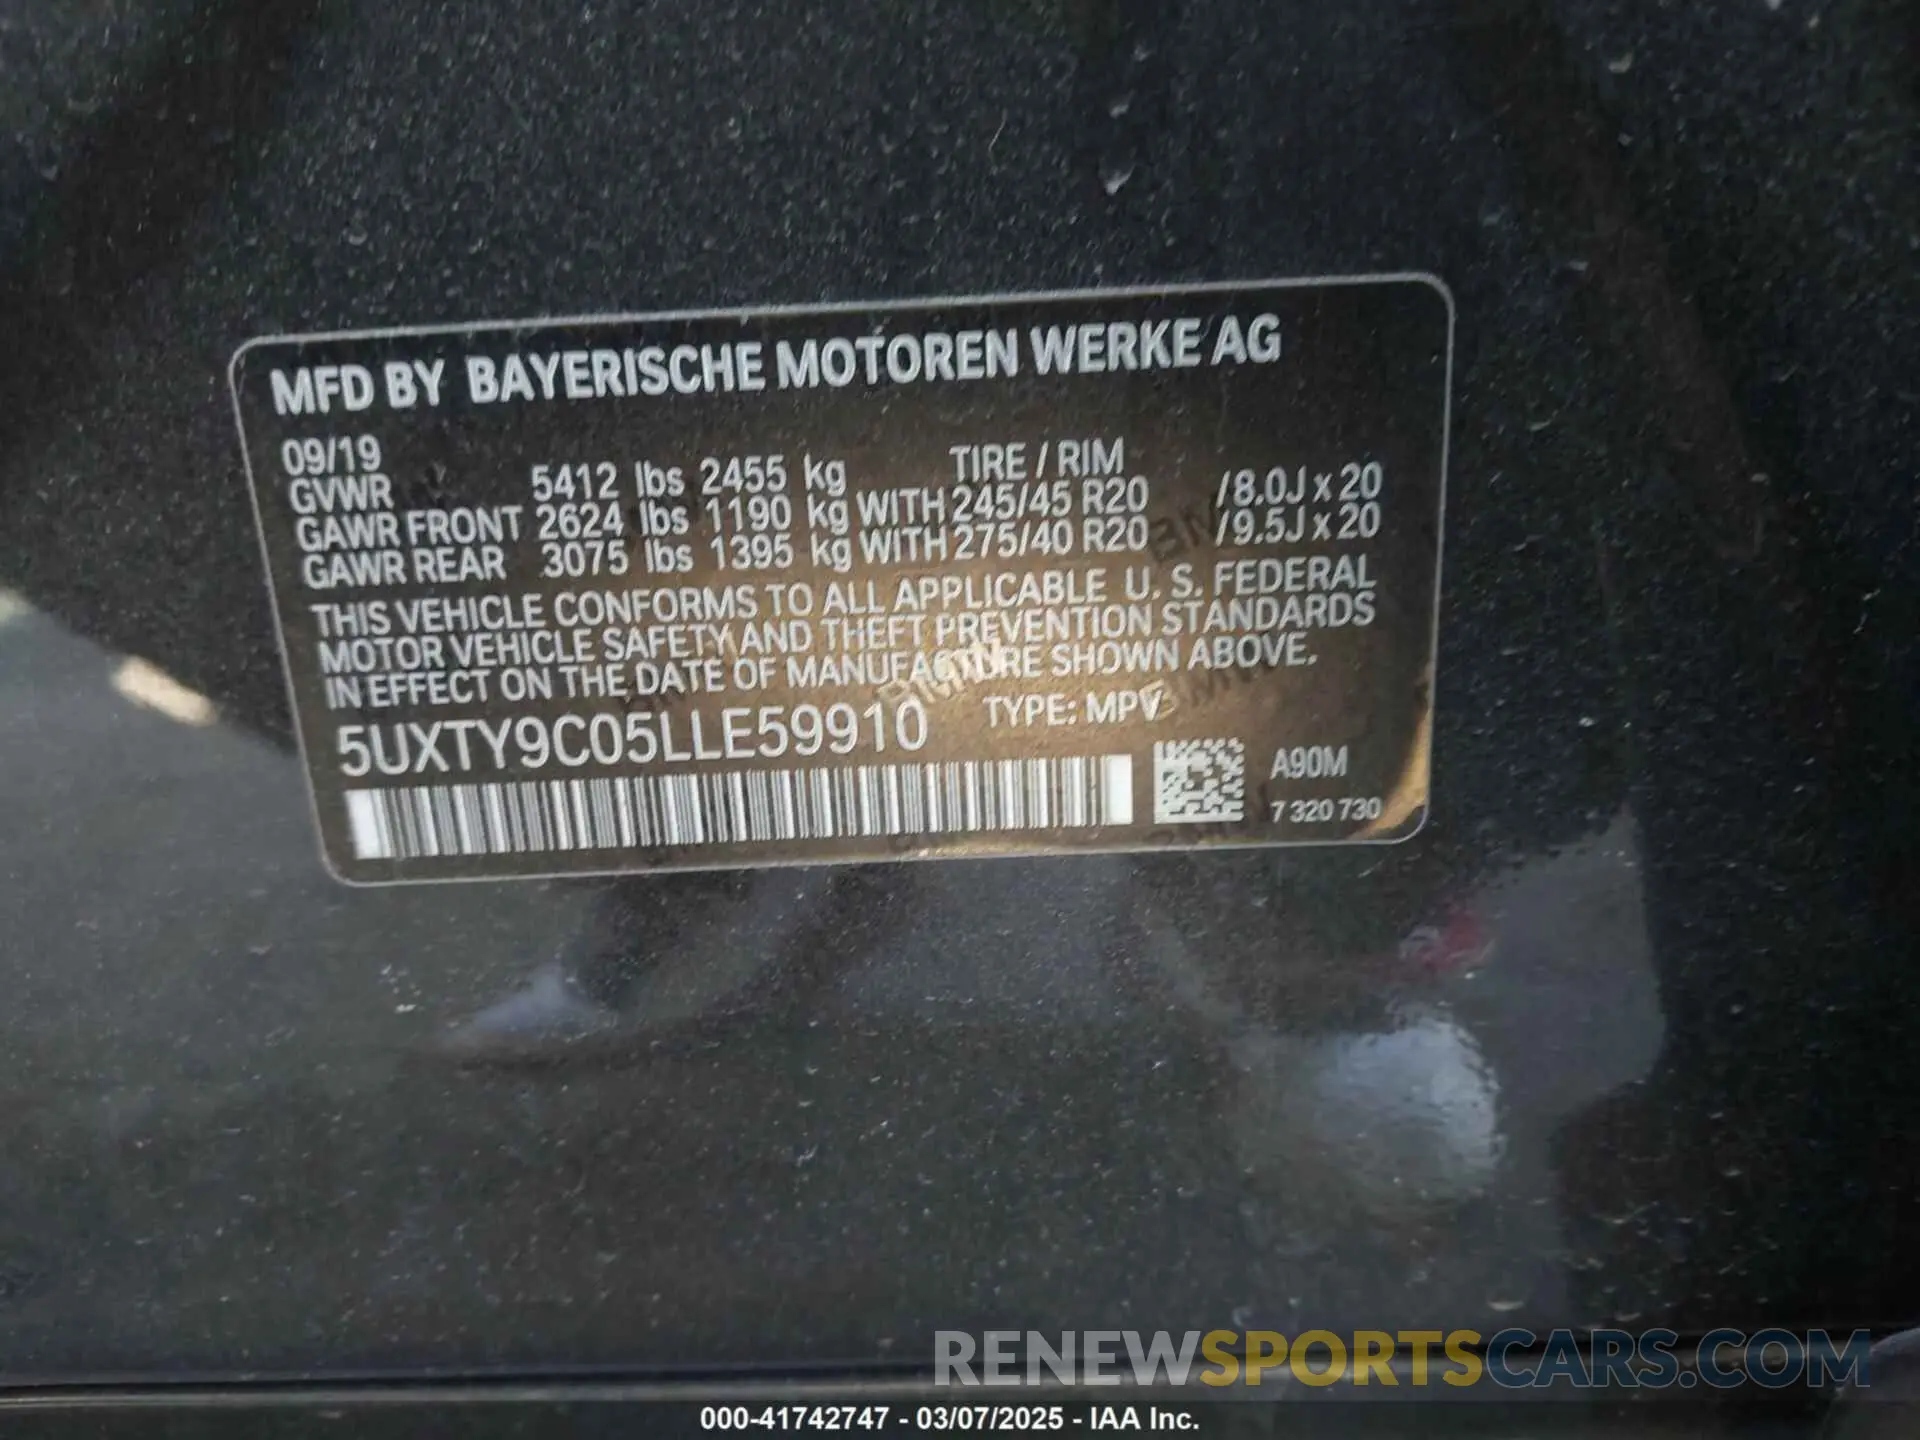 MFD BY BAYERISCHE MOTOREN WERKE AG
09/19 TIRE / RIM
GVWR 5412 lbs 2455 kg
GAWR FRONT 2624 lbs 1190 kg WITH 245/45 R20 /8.0J x 20
GAWR REAR 3075 lbs 1395 kg WITH 275/40 R20 /9.5J x 20
THIS VEHICLE CONFORMS TO ALL APPLICABLE U. S. FEDERAL
MOTOR VEHICLE SAFETY AND THEFT PREVENTION STANDARDS
IN EFFECT ON THE DATE OF MANUFACTURE SHOWN ABOVE.
5UXTY9C05LLE59910 TYPE: MPV
A90M
7 320 730
RENEWSPORTSCARS.COM
000-41742747 - 03/07/2025 - IAA Inc.